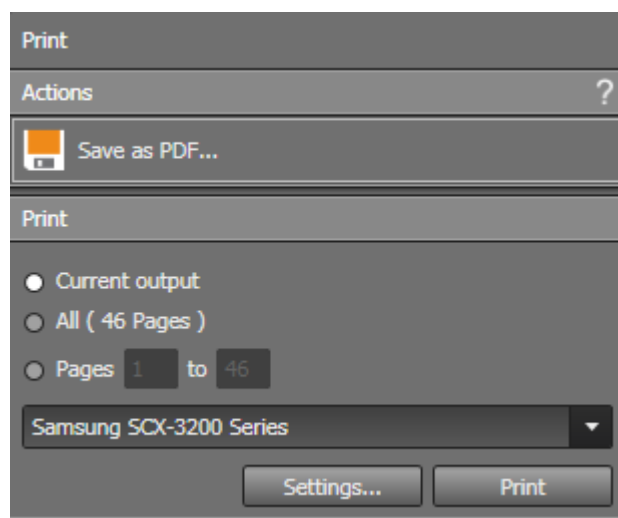 Print
Actions ?
Save as PDF...
Print
Current output
All ( 46 Pages )
Pages 1 to 46
Samsung SCX-3200 Series
Settings... Print